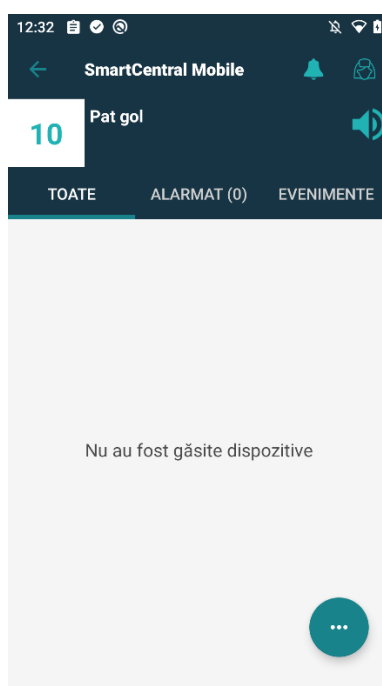 12:32
SmartCentral Mobile
10
Pat gol
TOATE
ALARMAT (0)
EVENIMENTE
Nu au fost găsite dispozitive